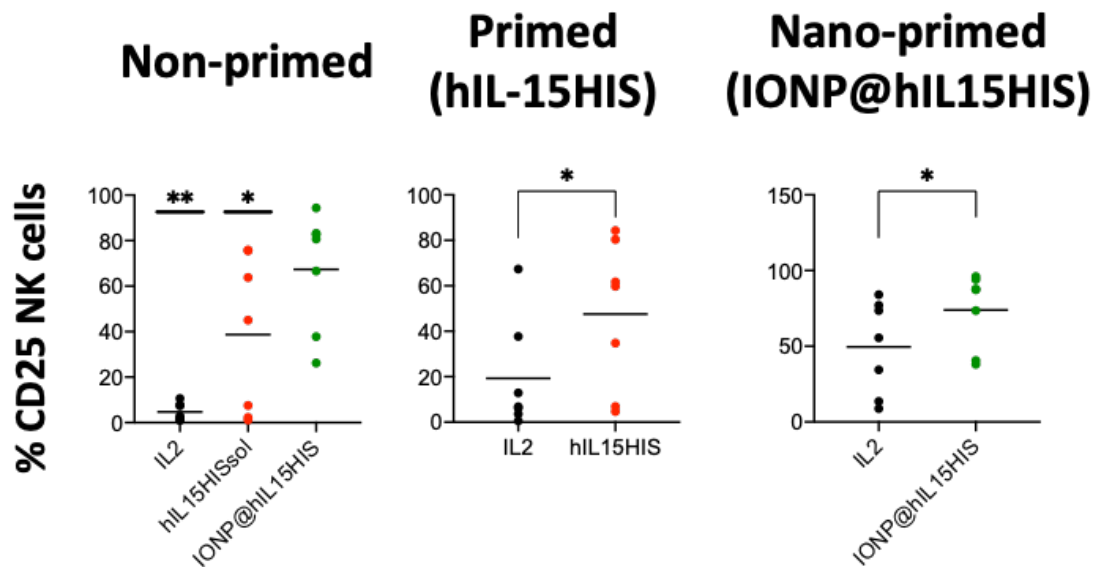 Non-primed
Primed
(hIL-15HIS)
Nano-primed
(IONP@hIL15HIS)
% CD25 NK cells
100
80
60
40
20
0
**
*
IL2
hIL15HISsol
IONP@hIL15HIS
100
80
60
40
20
0
*
IL2
hIL15HIS
150
100
50
0
*
IL2
IONP@hIL15HIS